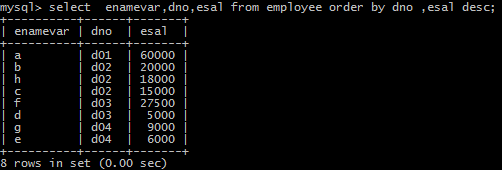 mysql> select  enamevar,dno,esal from employee order by dno ,esal desc;
+----------+-----+-------+
| enamevar | dno | esal  |
+----------+-----+-------+
| a        | d01 | 60000 |
| b        | d02 | 20000 |
| h        | d02 | 18000 |
| c        | d02 | 15000 |
| f        | d03 | 27500 |
| d        | d03 |  5000 |
| g        | d04 |  9000 |
| e        | d04 |  6000 |
+----------+-----+-------+
8 rows in set (0.00 sec)